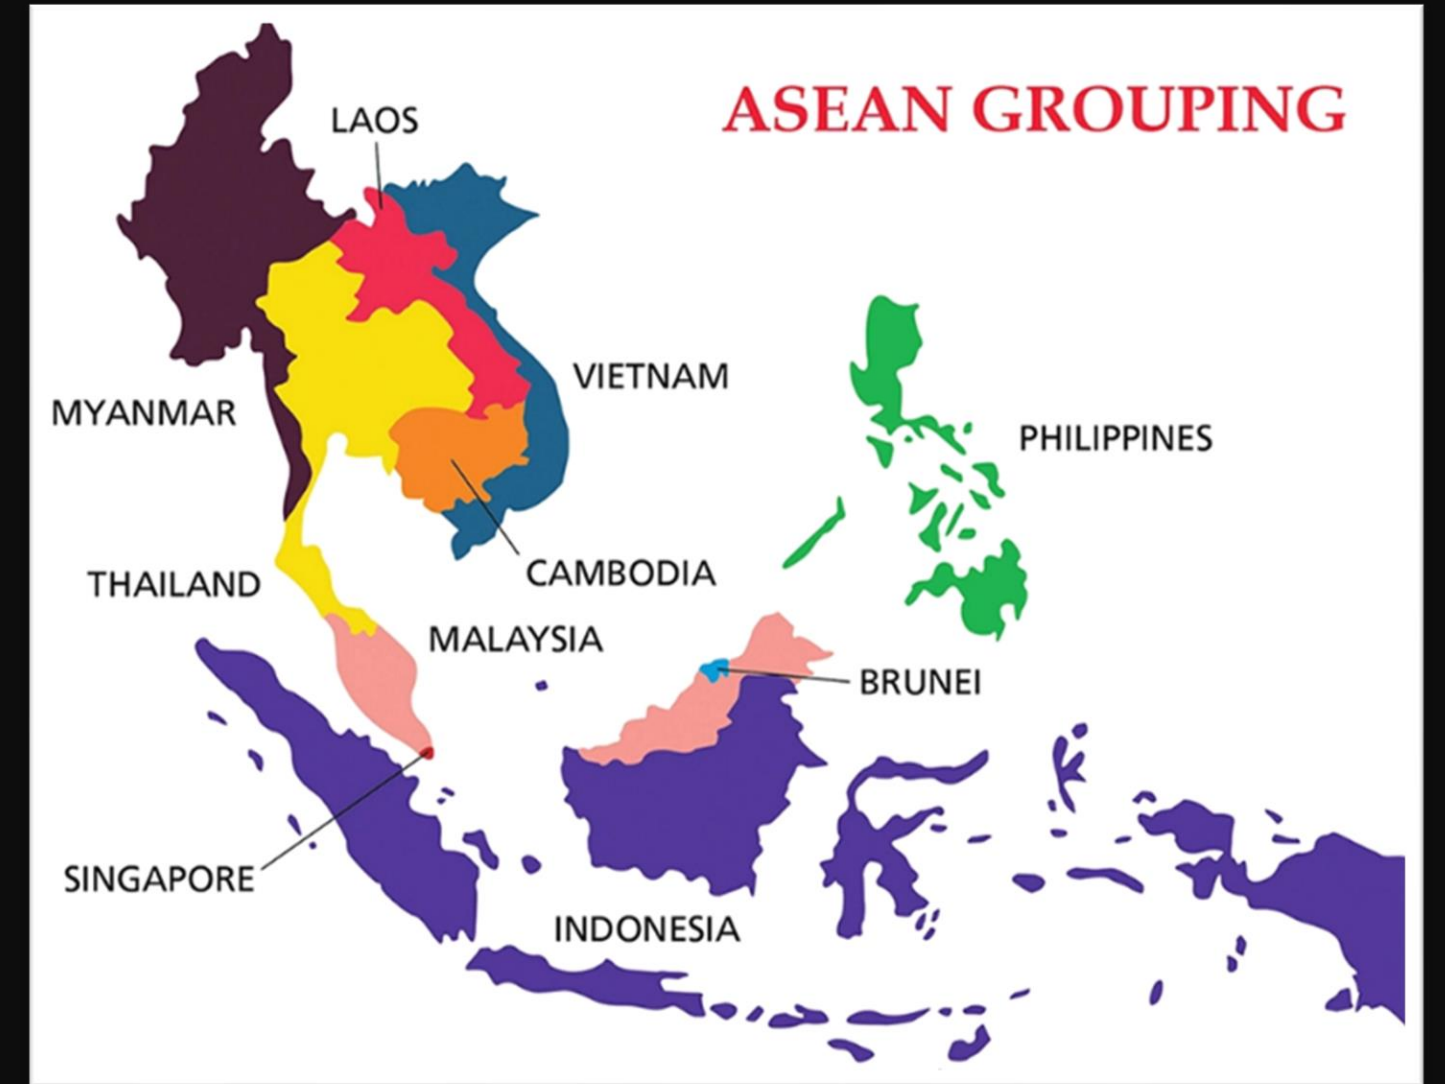 ASEAN GROUPING
LAOS
VIETNAM
MYANMAR
PHILIPPINES
CAMBODIA
THAILAND
MALAYSIA
BRUNEI
SINGAPORE
INDONESIA